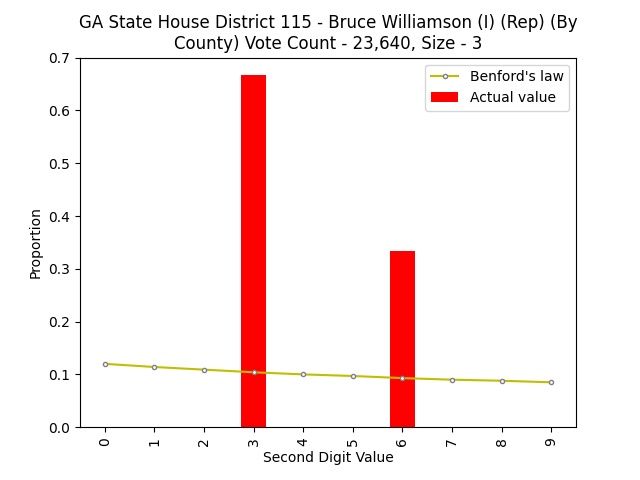 GA State House District 115 - Bruce Williamson (I) (Rep) (By
County) Vote Count - 23,640, Size - 3
0.7
0.6
0.5
0.4
0.3
0.2
0.1
0.0
Proportion
Benford's law
Actual value
0 1 2 3 4 5 6 7 8 9
Second Digit Value